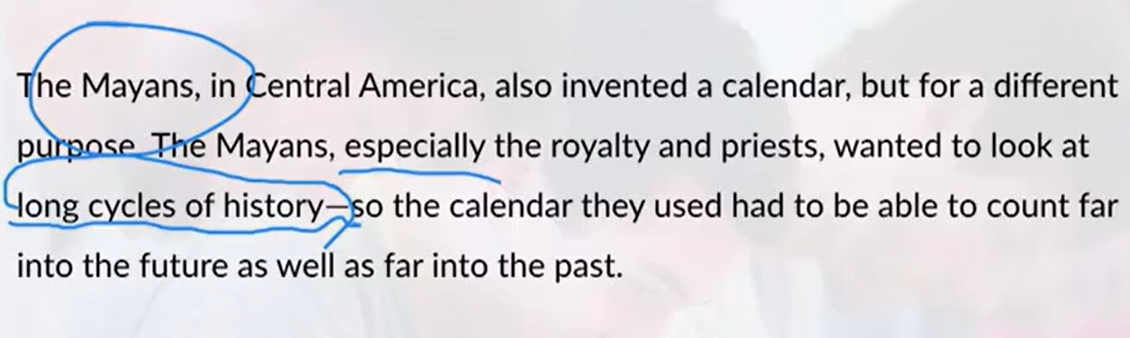 The Mayans, in Central America, also invented a calendar, but for a different
purpose. The Mayans, especially the royalty and priests, wanted to look at
long cycles of history—so the calendar they used had to be able to count far
into the future as well as far into the past.